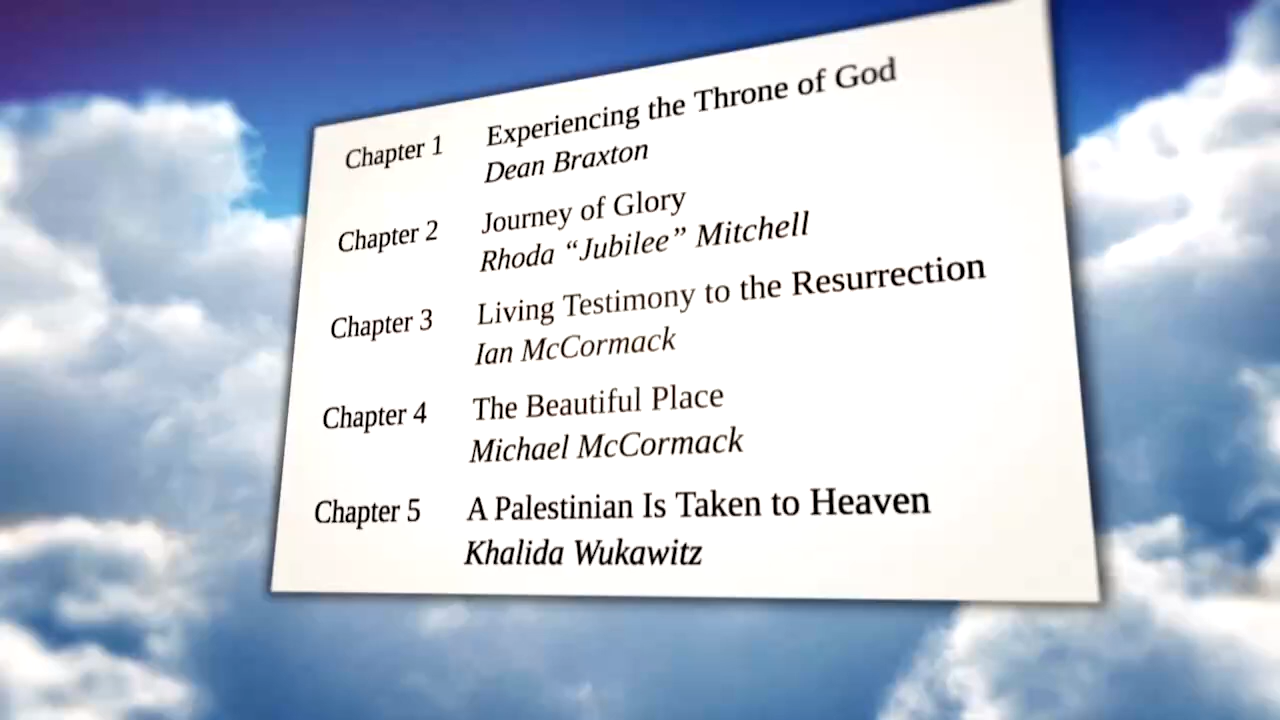 Chapter 1 Experiencing the Throne of God
Dean Braxton
Chapter 2 Journey of Glory
Rhoda “Jubilee” Mitchell
Chapter 3 Living Testimony to the Resurrection
Ian McCormack
Chapter 4 The Beautiful Place
Michael McCormack
Chapter 5 A Palestinian Is Taken to Heaven
Khalida Wukawitz